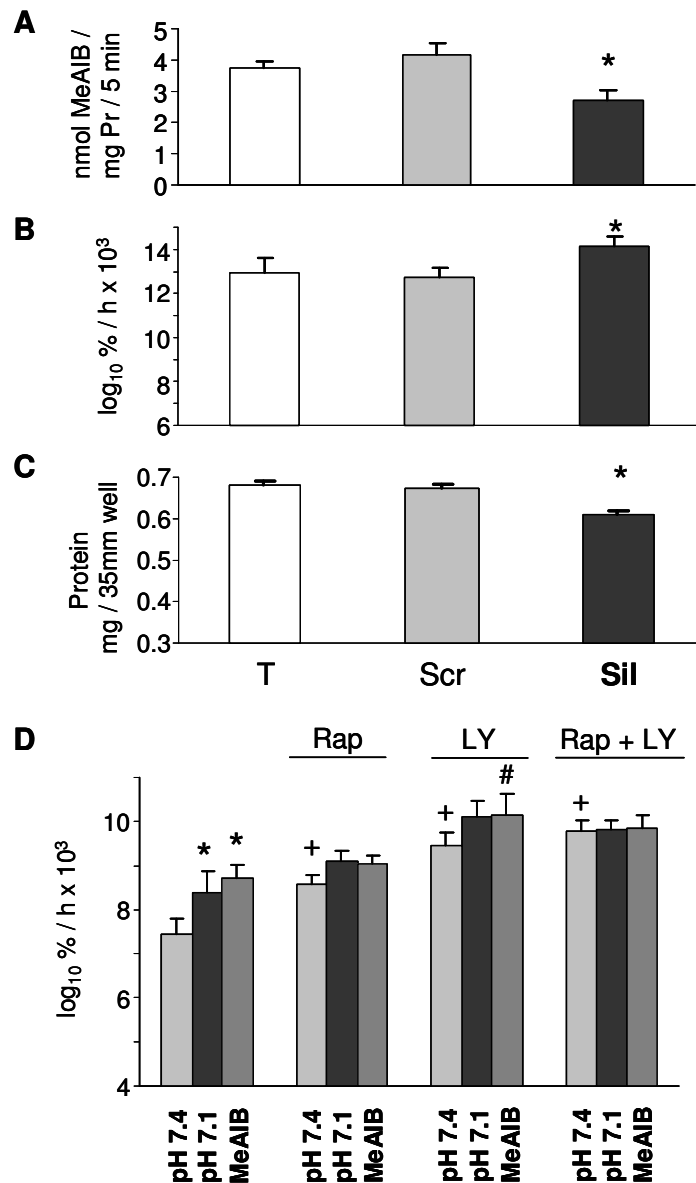 A
nmol MeAIB /
mg Pr / 5 min
5
4
3
2
1
0
*
B
log10 % / h x 10³
14
12
10
8
6
*
C
Protein
mg / 35mm well
0.7
0.6
0.5
0.4
0.3
*
T Scr Sil
D
Rap LY Rap + LY
log10 % / h x 10³
10
8
6
4
* * + + # +
pH 7.4 pH 7.1 MeAIB pH 7.4 pH 7.1 MeAIB pH 7.4 pH 7.1 MeAIB pH 7.4 pH 7.1 MeAIB